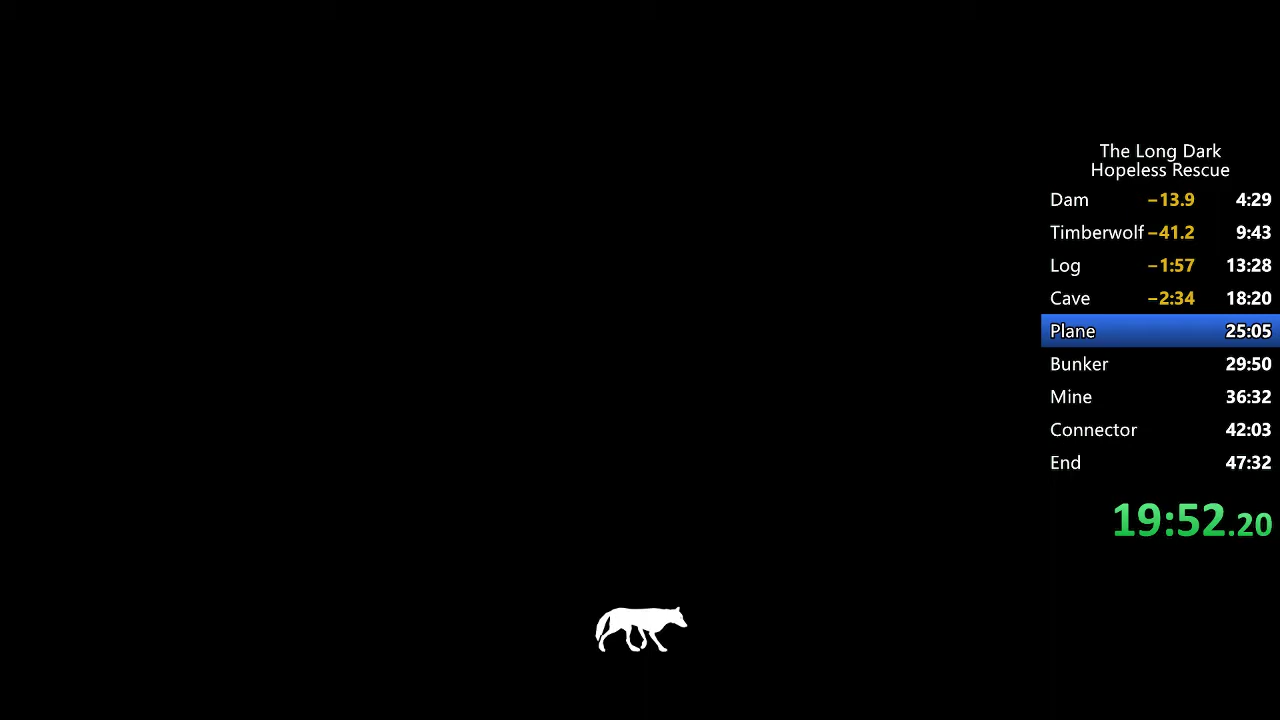 The Long Dark
Hopeless Rescue
Dam −13.9 4:29
Timberwolf −41.2 9:43
Log −1:57 13:28
Cave −2:34 18:20
Plane 25:05
Bunker 29:50
Mine 36:32
Connector 42:03
End 47:32
19:52.20